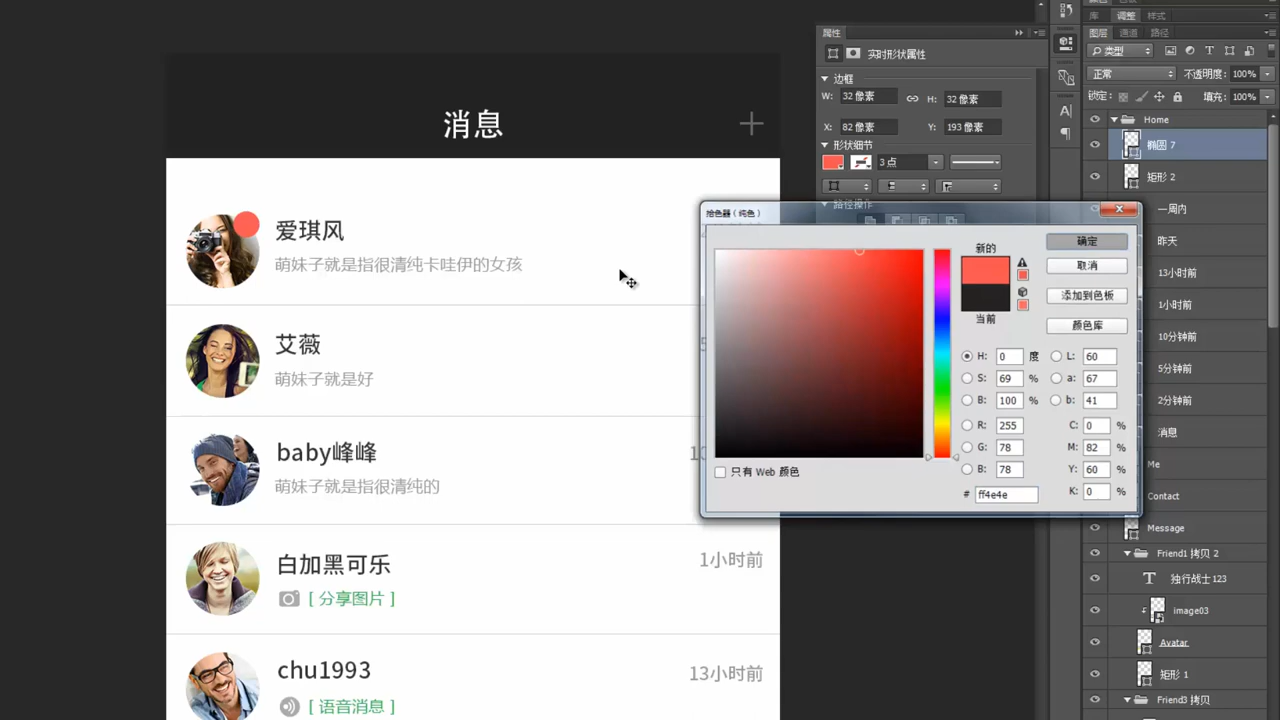 消息
爱琪风
萌妹子就是指很清纯卡哇伊的女孩
艾薇
萌妹子就是好
baby峰峰
萌妹子就是指很清纯的
白加黑可乐
[ 分享图片 ]
1小时前
chu1993
[ 语音消息 ]
13小时前
属性
实时形状属性
边框
W: 32 像素
H: 32 像素
X: 82 像素
Y: 193 像素
形状细节
3 点
路径操作
拾色器（纯色）
新的
当前
确定
取消
添加到色板
颜色库
H: 0 度
S: 69 %
B: 100 %
R: 255
G: 78
B: 78
L: 60
a: 67
b: 41
C: 0 %
M: 82 %
Y: 60 %
K: 0 %
# ff4e4e
只有 Web 颜色
库 调整 样式
图层 通道 路径
类型
正常
不透明度: 100%
锁定:
填充: 100%
Home
椭圆 7
矩形 2
一周内
昨天
13小时前
1小时前
10分钟前
5分钟前
2分钟前
消息
Me
Contact
Message
Friend1 拷贝 2
独行战士123
image03
Avatar
矩形 1
Friend3 拷贝